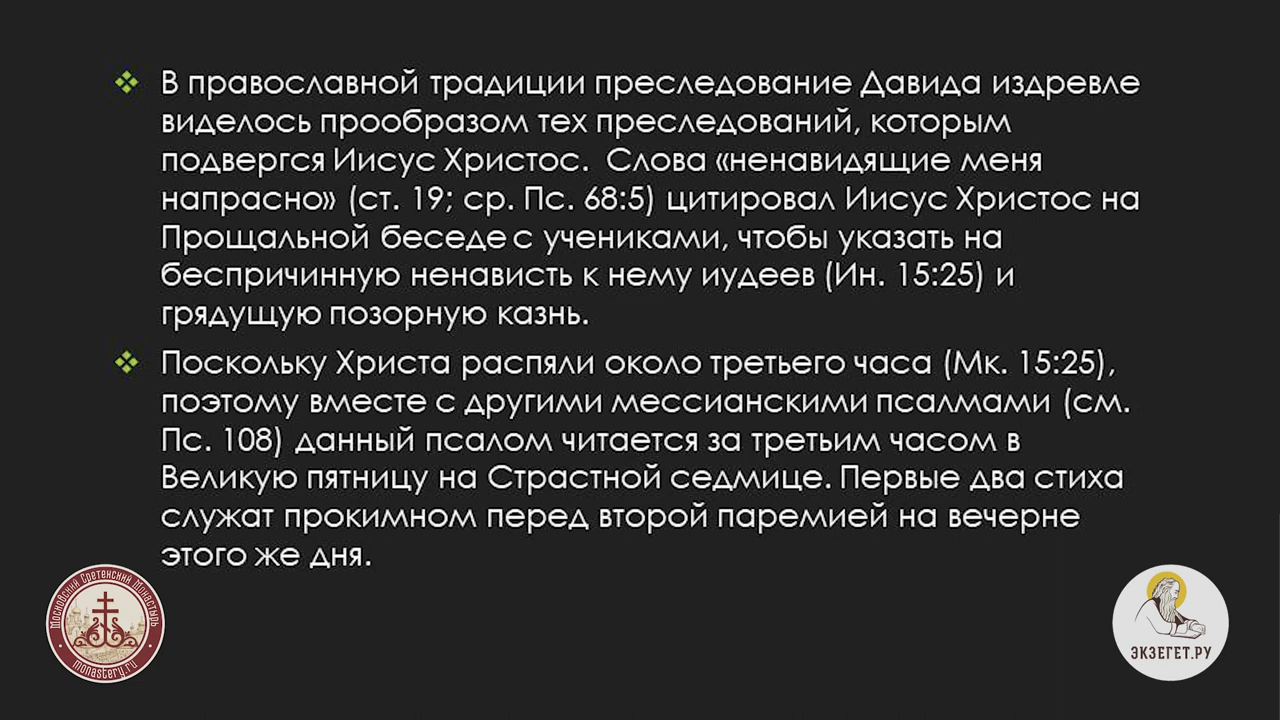 ❖ В православной традиции преследование Давида издревле
виделось прообразом тех преследований, которым
подвергся Иисус Христос.  Слова «ненавидящие меня
напрасно» (ст. 19; ср. Пс. 68:5) цитировал Иисус Христос на
Прощальной беседе с учениками, чтобы указать на
беспричинную ненависть к нему иудеев (Ин. 15:25) и
грядущую позорную казнь.
❖ Поскольку Христа распяли около третьего часа (Мк. 15:25),
поэтому вместе с другими мессианскими псалмами (см.
Пс. 108) данный псалом читается за третьим часом в
Великую пятницу на Страстной седмице. Первые два стиха
служат прокимном перед второй паремией на вечерне
этого же дня.
Московский Сретенский Монастырь
monastery.ru
ЭКЗЕГЕТ.РУ